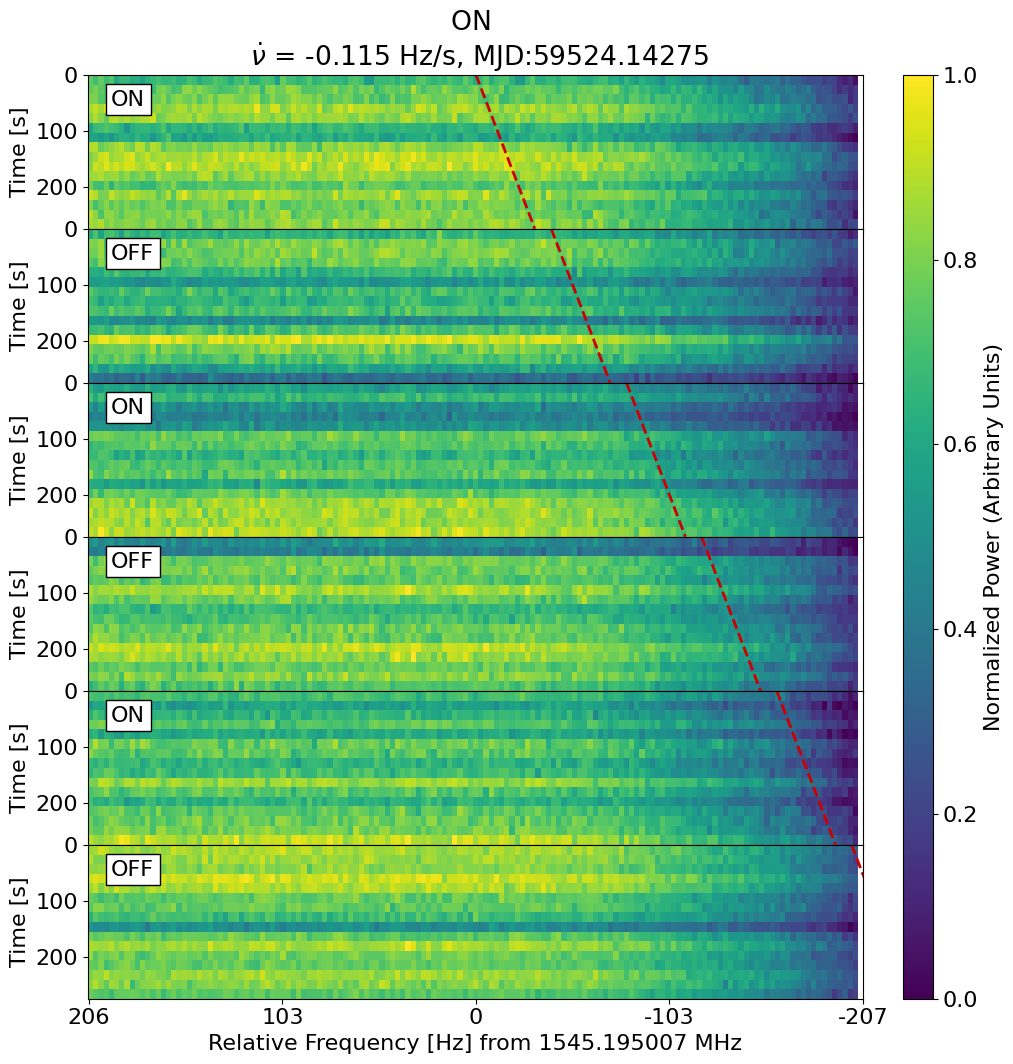 ON
ν̇ = -0.115 Hz/s, MJD:59524.14275
0
ON
100
200
Time [s]
0
OFF
100
200
Time [s]
0
ON
100
200
Time [s]
0
OFF
100
200
Time [s]
0
ON
100
200
Time [s]
0
OFF
100
200
Time [s]
206 103 0 -103 -207
Relative Frequency [Hz] from 1545.195007 MHz
1.0
0.8
0.6
0.4
0.2
0.0
Normalized Power (Arbitrary Units)